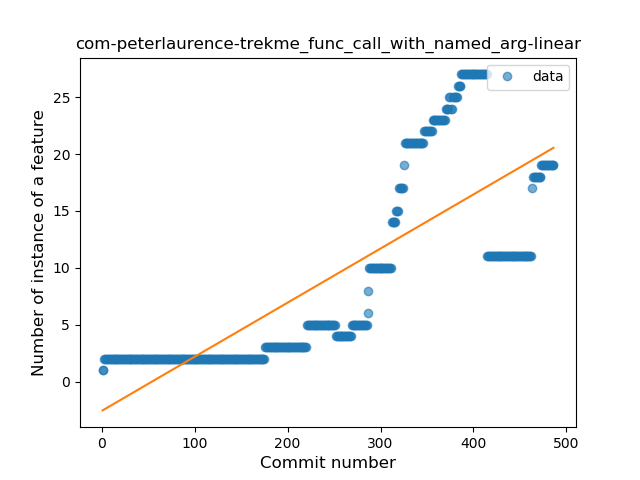 com-peterlaurence-trekme_func_call_with_named_arg-linear
data
Number of instance of a feature
25
20
15
10
5
0
0 100 200 300 400 500
Commit number